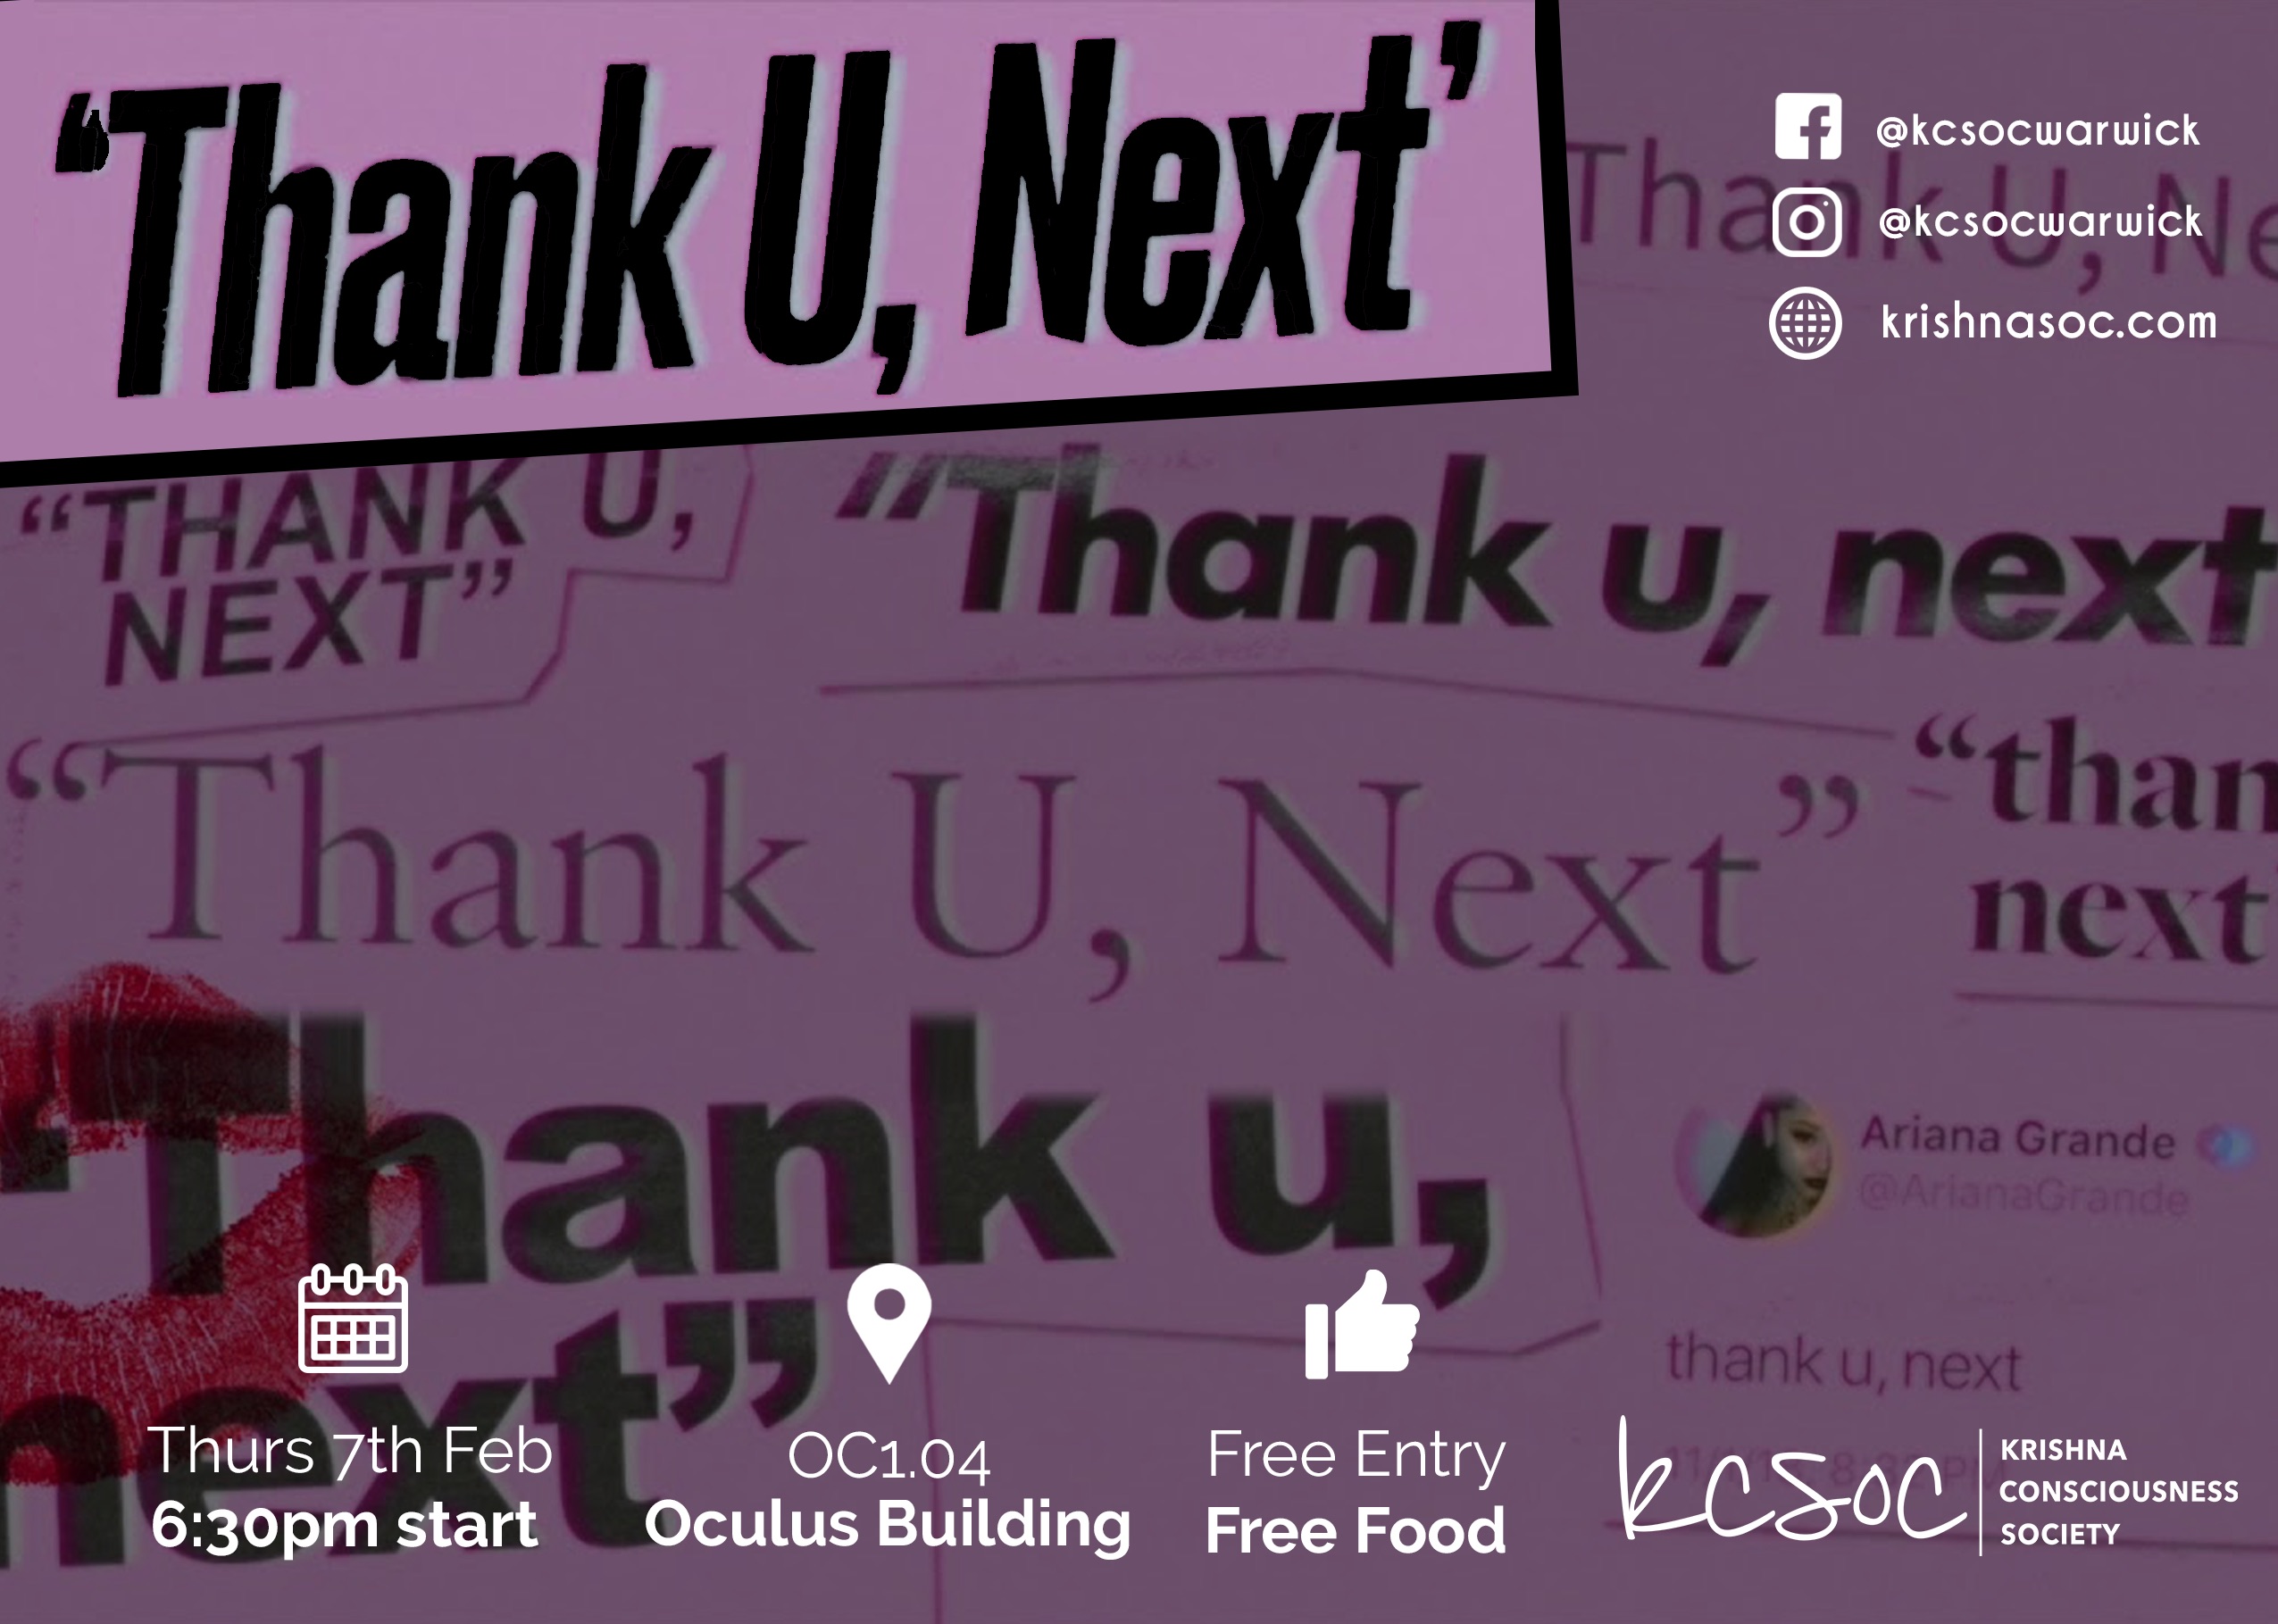 ‘Thank U, Next’
@kcsocwarwick
@kcsocwarwick
krishnasoc.com
Thank U, Ne
“THANK U,
NEXT”
“Thank u, next
“Thank U, Next”
“than
next
“Thank u,
next”
Ariana Grande
@ArianaGrande
thank u, next
Thurs 7th Feb
6:30pm start
OC1.04
Oculus Building
Free Entry
Free Food
kcsoc
KRISHNA
CONSCIOUSNESS
SOCIETY